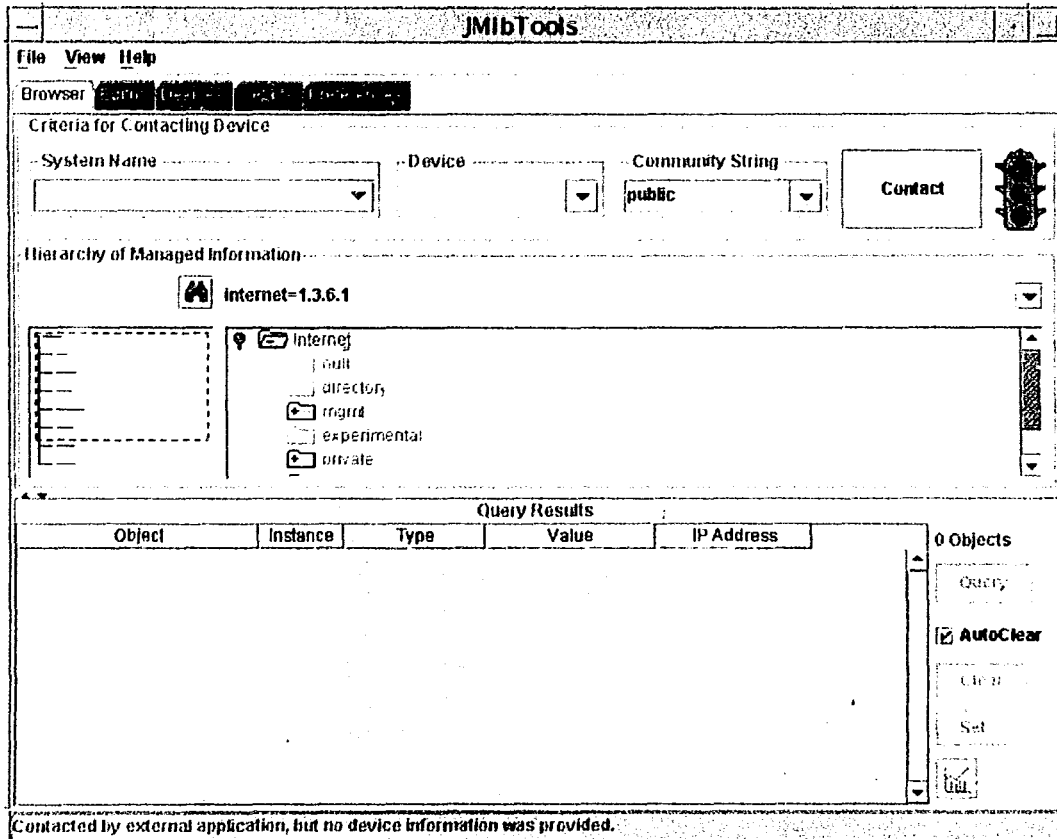 JMibTools
File View Help
Browser
Criteria for Contacting Device
System Name Device Community String
public Contact
Hierarchy of Managed Information
internet=1.3.6.1
Internet
null
directory
mgmt
experimental
private
Query Results
Object Instance Type Value IP Address
0 Objects
Query
AutoClear
Clear
Set
Contacted by external application, but no device information was provided.